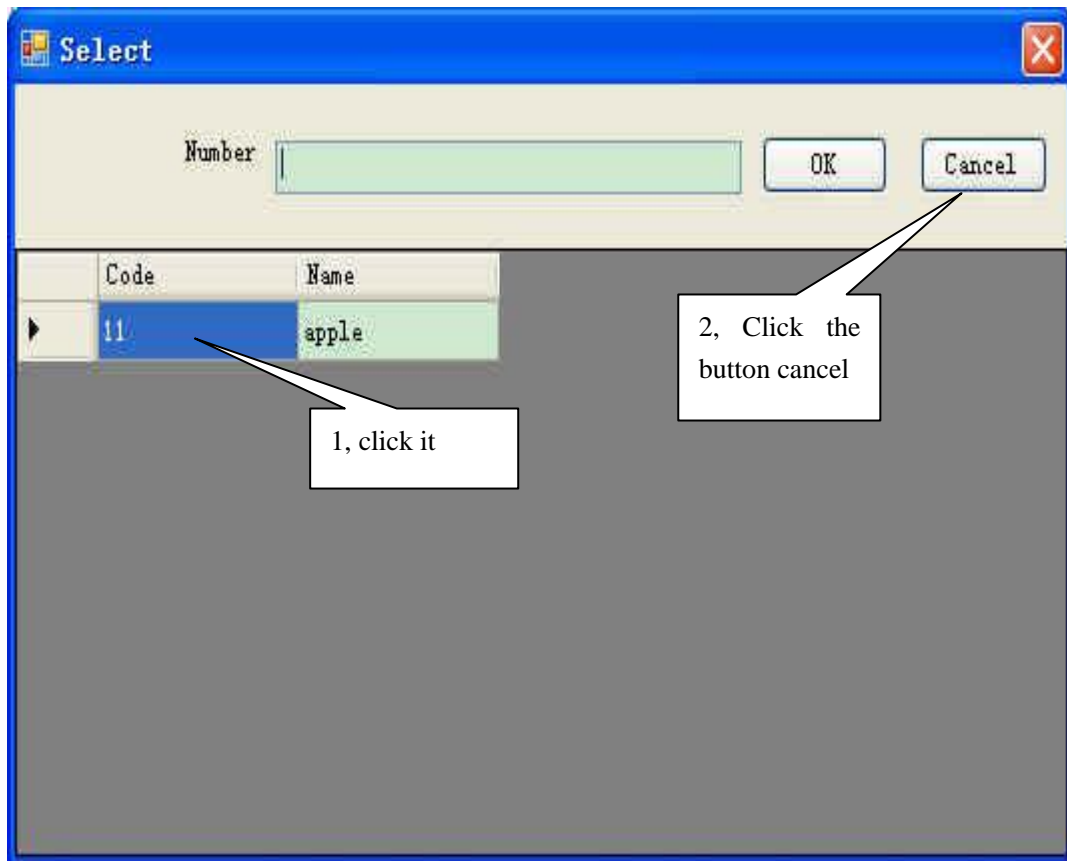 Select
Number
OK
Cancel
Code
Name
11
apple
2, Click the
button cancel
1, click it